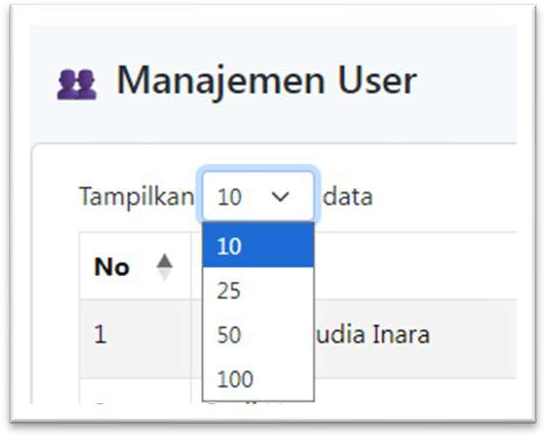 Manajemen User
Tampilkan 10 data
No
10
25
1
50
udia Inara
100